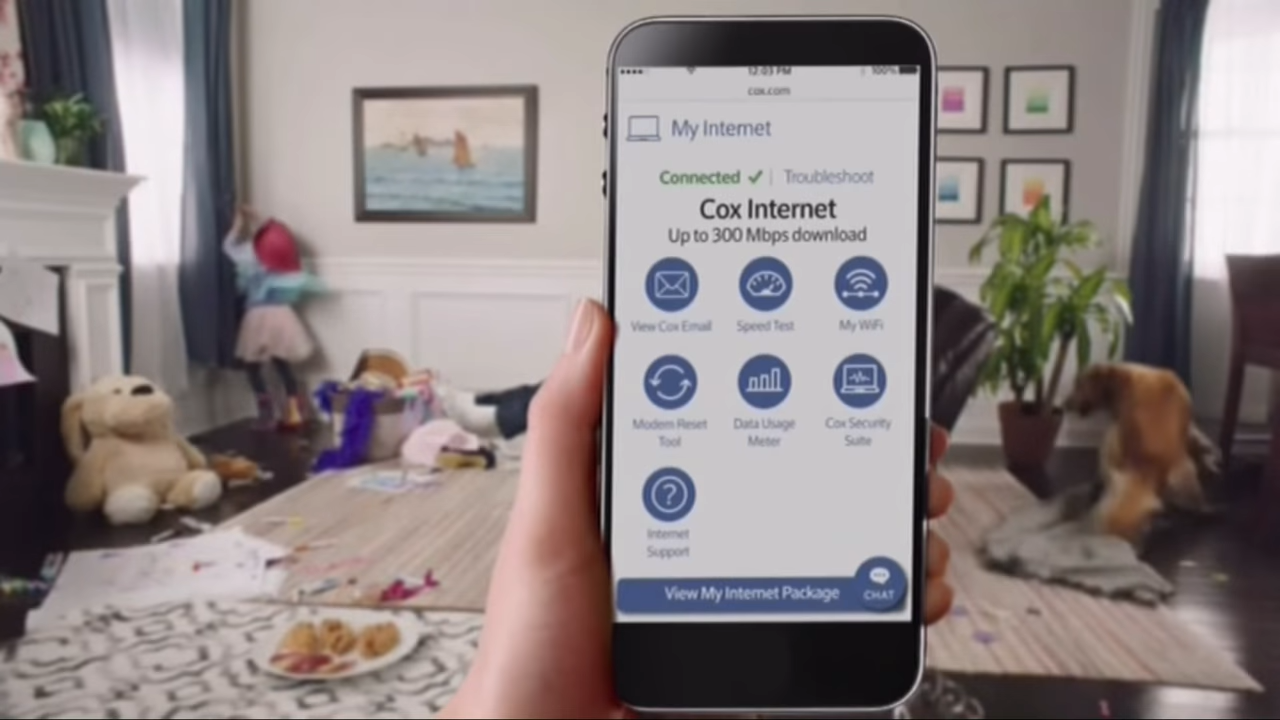 12:03 PM
100%
cox.com
My Internet
Connected ✓ | Troubleshoot
Cox Internet
Up to 300 Mbps download
View Cox Email
Speed Test
My WiFi
Modem Reset
Tool
Data Usage
Meter
Cox Security
Suite
Internet
Support
View My Internet Package
CHAT